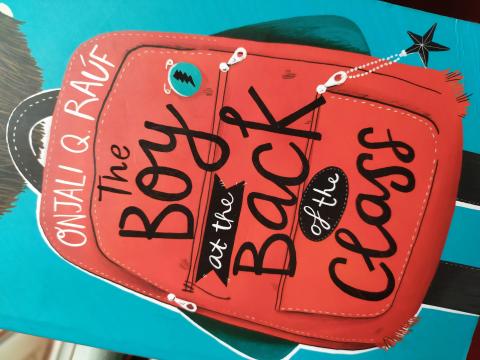 ONJALI Q. RAÚF
The
BOY
at the
BACK
of the
Class